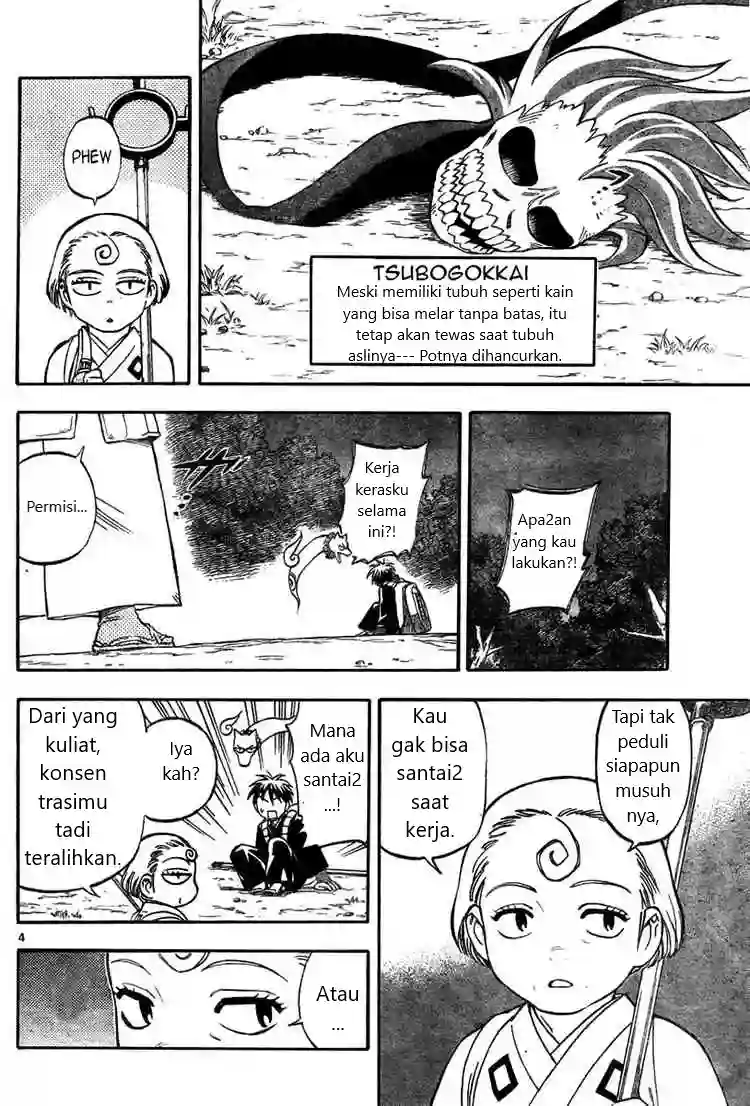 TSUBOGOKKAI
Meski memiliki tubuh seperti kain
yang bisa melar tanpa batas, itu
tetap akan tewas saat tubuh
aslinya--- Potnya dihancurkan.
PHEW
Apa2an
yang kau
lakukan?!
Kerja
kerasku
selama
ini?!
Permisi...
Tapi tak
peduli
siapapun
musuh
nya,
Kau
gak bisa
santai2
saat
kerja.
Mana
ada aku
santai2
...!
Iya
kah?
Dari yang
kuliat,
konsen
trasimu
tadi
teralihkan.
Atau
...
4